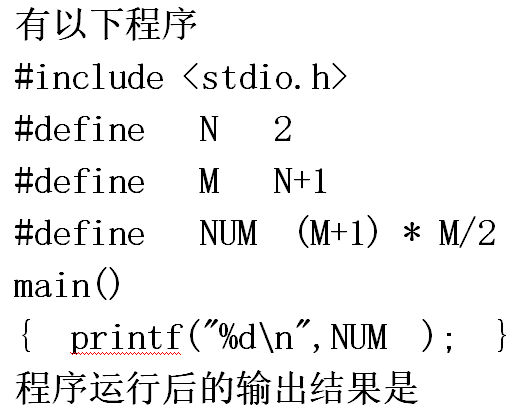 有以下程序
#include <stdio.h>
#define   N   2
#define   M   N+1
#define   NUM  (M+1) * M/2
main()
{  printf("%d\n",NUM  );  }
程序运行后的输出结果是